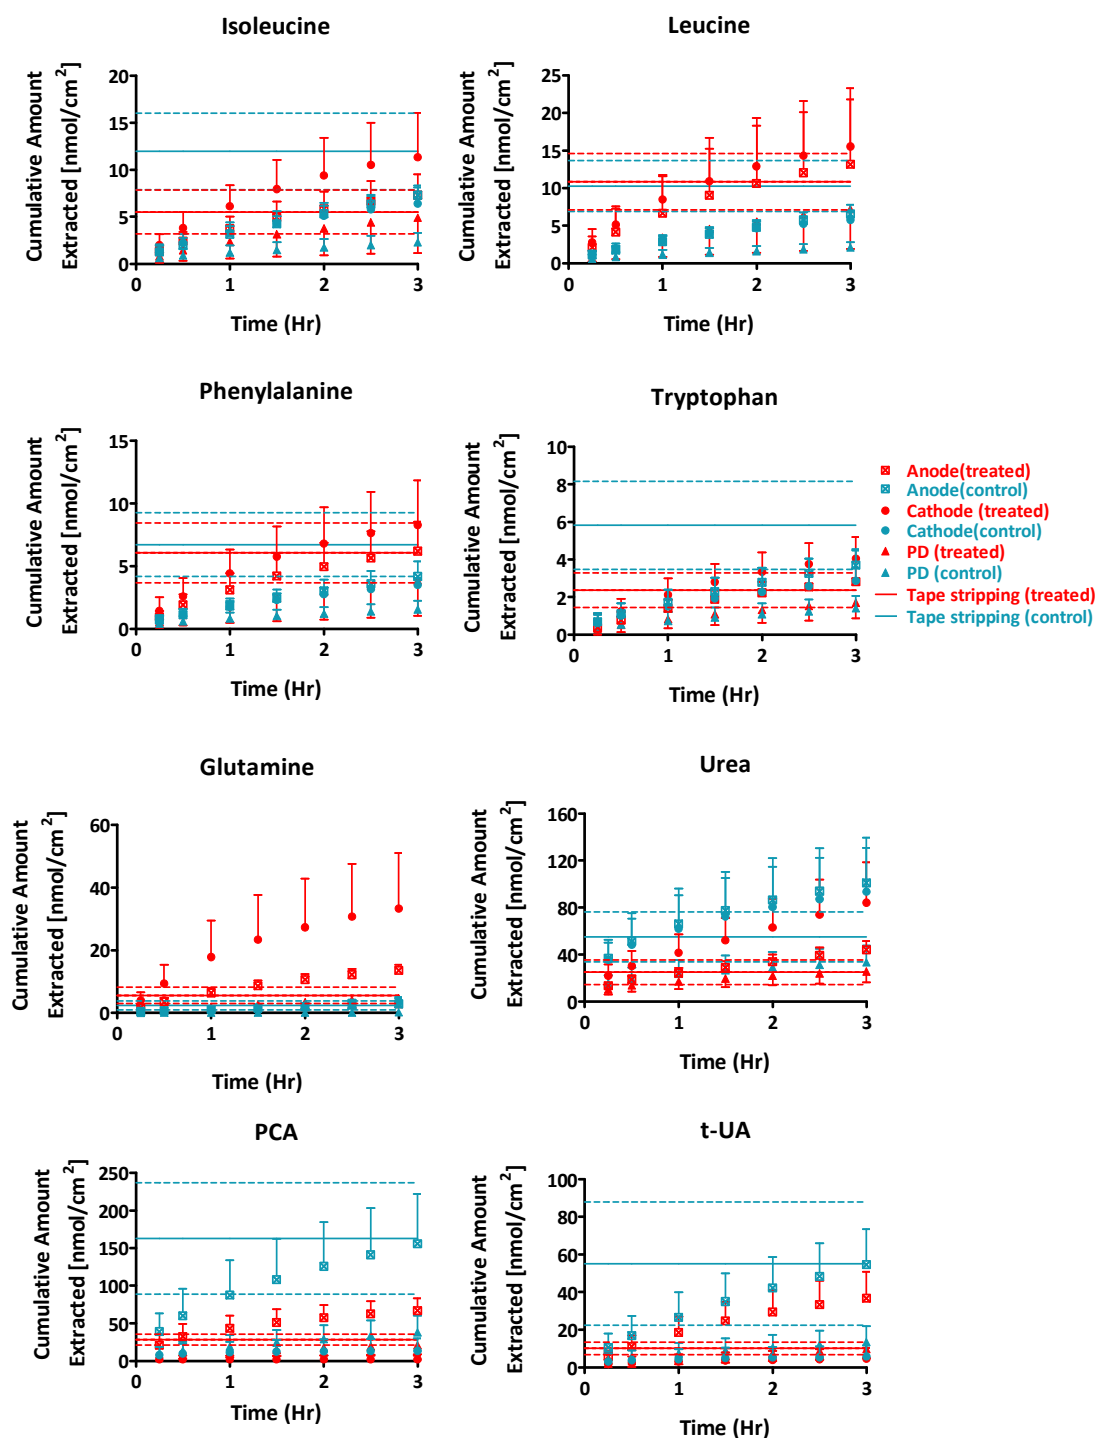 Isoleucine
Cumulative Amount
Extracted [nmol/cm²]
20
15
10
5
0
0 1 2 3
Time (Hr)
Leucine
Cumulative Amount
Extracted [nmol/cm²]
25
20
15
10
5
0
0 1 2 3
Time (Hr)
Phenylalanine
Cumulative Amount
Extracted [nmol/cm²]
15
10
5
0
0 1 2 3
Time (Hr)
Tryptophan
Cumulative Amount
Extracted [nmol/cm²]
10
8
6
4
2
0
0 1 2 3
Time (Hr)
Anode(treated)
Anode(control)
Cathode (treated)
Cathode(control)
PD (treated)
PD (control)
Tape stripping (treated)
Tape stripping (control)
Glutamine
Cumulative Amount
Extracted [nmol/cm²]
60
40
20
0
0 1 2 3
Time (Hr)
Urea
Cumulative Amount
Extracted [nmol/cm²]
160
120
80
40
0
0 1 2 3
Time (Hr)
PCA
Cumulative Amount
Extracted [nmol/cm²]
250
200
150
100
50
0
0 1 2 3
Time (Hr)
t-UA
Cumulative Amount
Extracted [nmol/cm²]
100
80
60
40
20
0
0 1 2 3
Time (Hr)